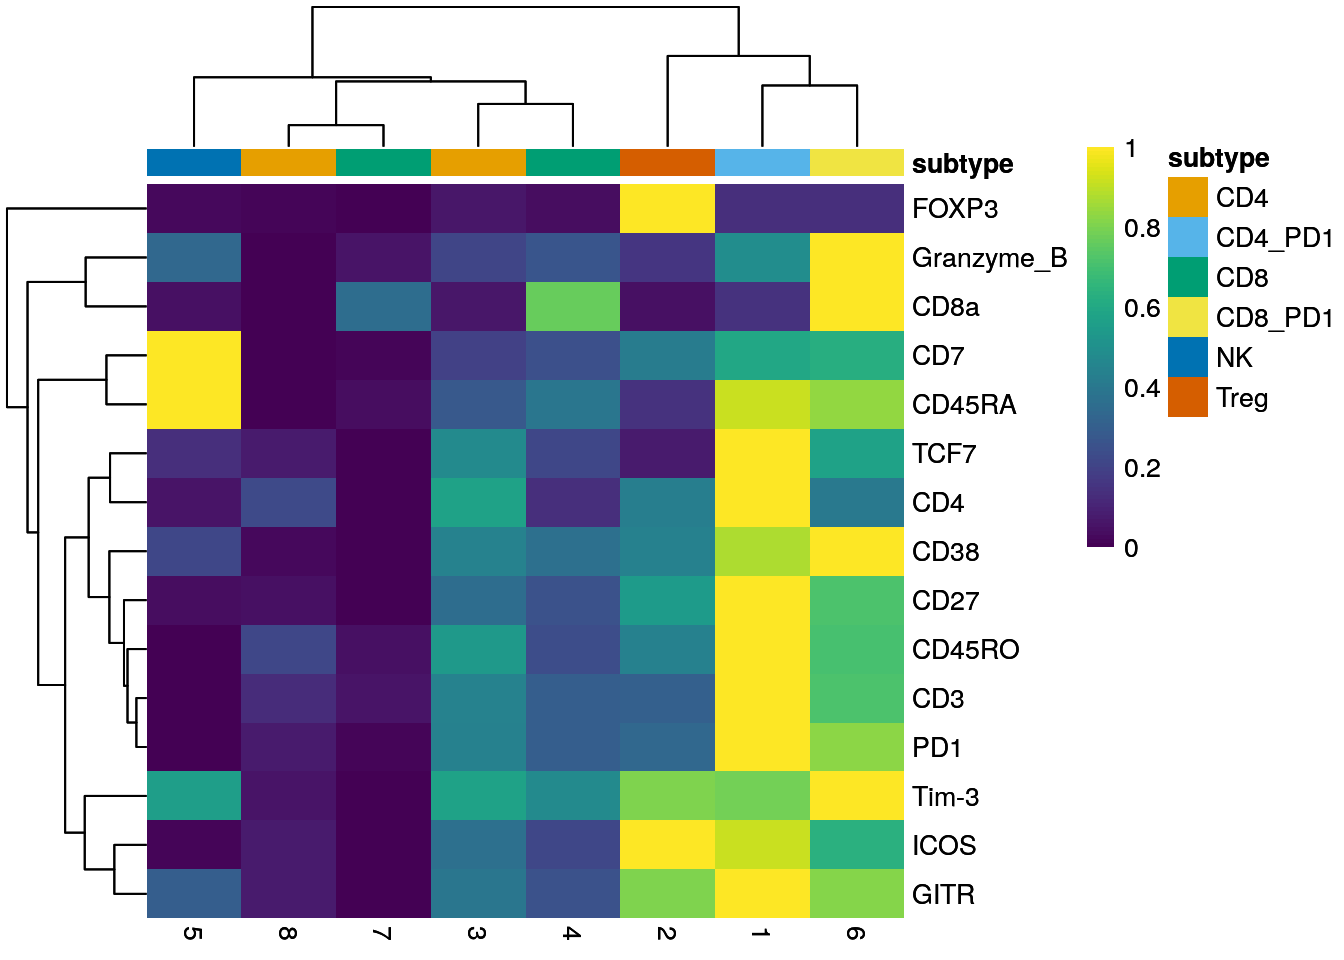 subtype
FOXP3
Granzyme_B
CD8a
CD7
CD45RA
TCF7
CD4
CD38
CD27
CD45RO
CD3
PD1
Tim-3
ICOS
GITR
5 8 7 3 4 2 1 6
1
0.8
0.6
0.4
0.2
0
subtype
CD4
CD4_PD1
CD8
CD8_PD1
NK
Treg